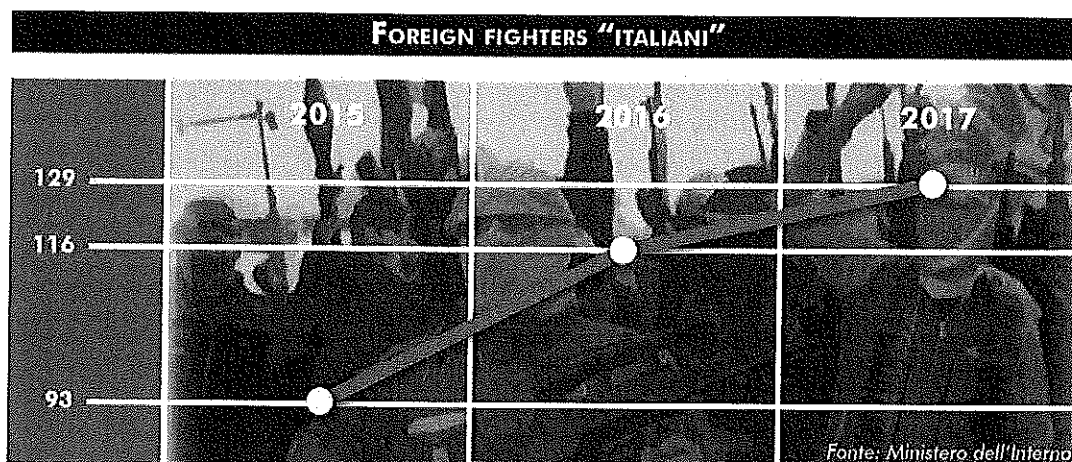 FOREIGN FIGHTERS "ITALIANI"
2015 2016 2017
129
116
93
Fonte: Ministero dell'Interno